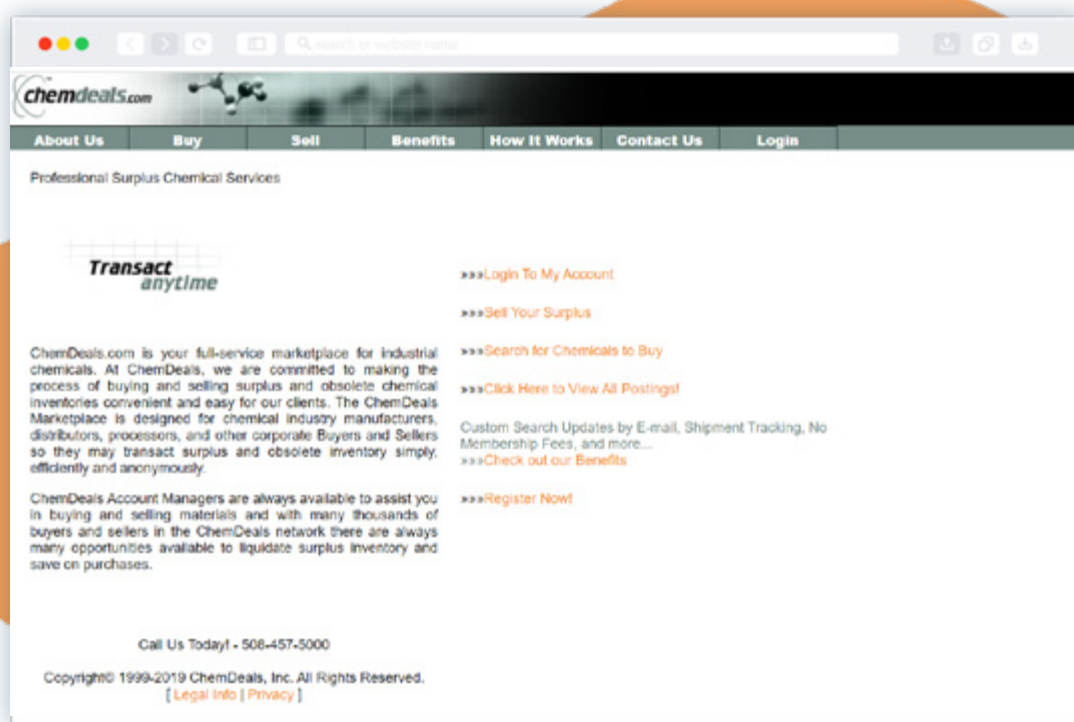 search or website name
chemdeals.com
About Us Buy Sell Benefits How It Works Contact Us Login
Professional Surplus Chemical Services
Transact
anytime
ChemDeals.com is your full-service marketplace for industrial
chemicals. At ChemDeals, we are committed to making the
process of buying and selling surplus and obsolete chemical
inventories convenient and easy for our clients. The ChemDeals
Marketplace is designed for chemical industry manufacturers,
distributors, processors, and other corporate Buyers and Sellers
so they may transact surplus and obsolete inventory simply,
efficiently and anonymously.
ChemDeals Account Managers are always available to assist you
in buying and selling materials and with many thousands of
buyers and sellers in the ChemDeals network there are always
many opportunities available to liquidate surplus inventory and
save on purchases.
»»»Login To My Account
»»»Sell Your Surplus
»»»Search for Chemicals to Buy
»»»Click Here to View All Postings!
Custom Search Updates by E-mail, Shipment Tracking, No
Membership Fees, and more...
»»»Check out our Benefits
»»»Register Now!
Call Us Today! - 508-457-5000
Copyright© 1999-2019 ChemDeals, Inc. All Rights Reserved.
[ Legal Info | Privacy ]